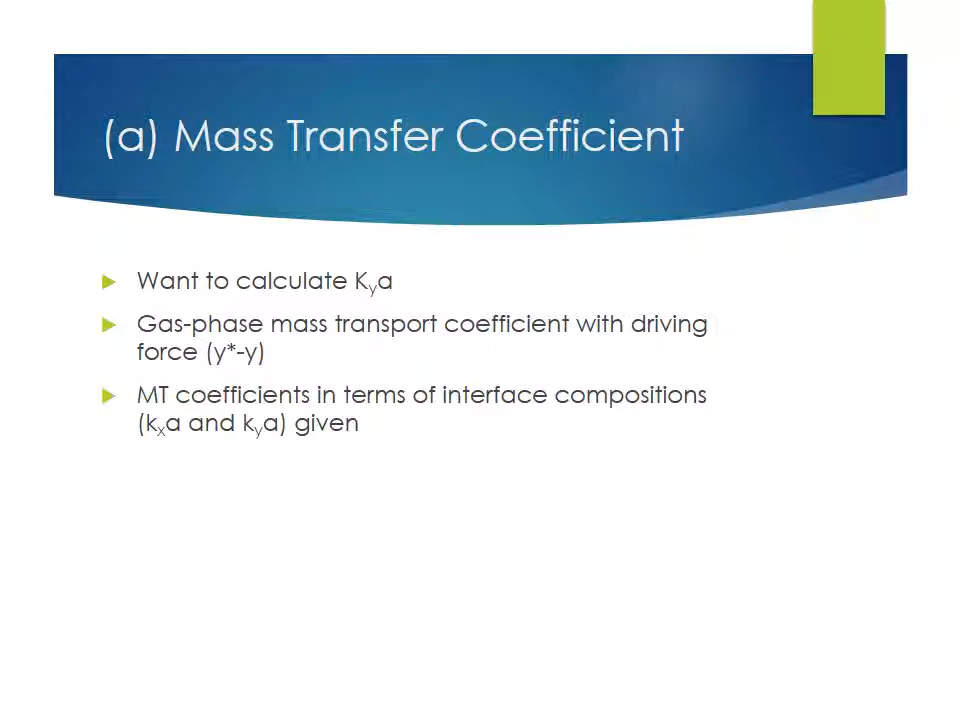 (a) Mass Transfer Coefficient
Want to calculate Kya
Gas-phase mass transport coefficient with driving
force (y*-y)
MT coefficients in terms of interface compositions
(kxa and kya) given